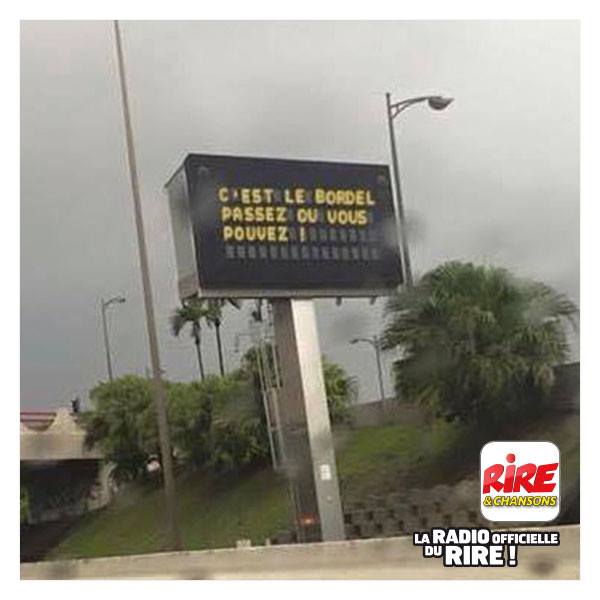 C'EST LE BORDEL
PASSEZ OU VOUS
POUVEZ !
RIRE
& CHANSONS
LA RADIO OFFICIELLE
DU RIRE !